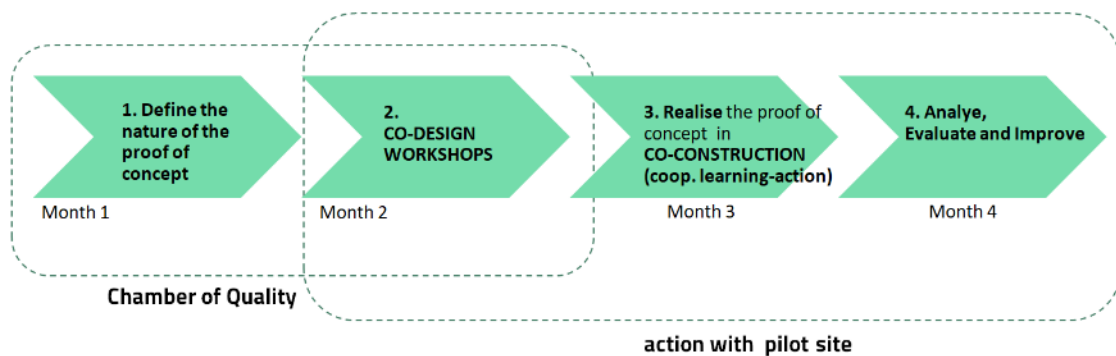 1. Define the
nature of the
proof of
concept
Month 1
2.
CO-DESIGN
WORKSHOPS
Month 2
3. Realise the proof of
concept in
CO-CONSTRUCTION
(coop. learning-action)
Month 3
4. Analye,
Evaluate and Improve
Month 4
Chamber of Quality
action with pilot site